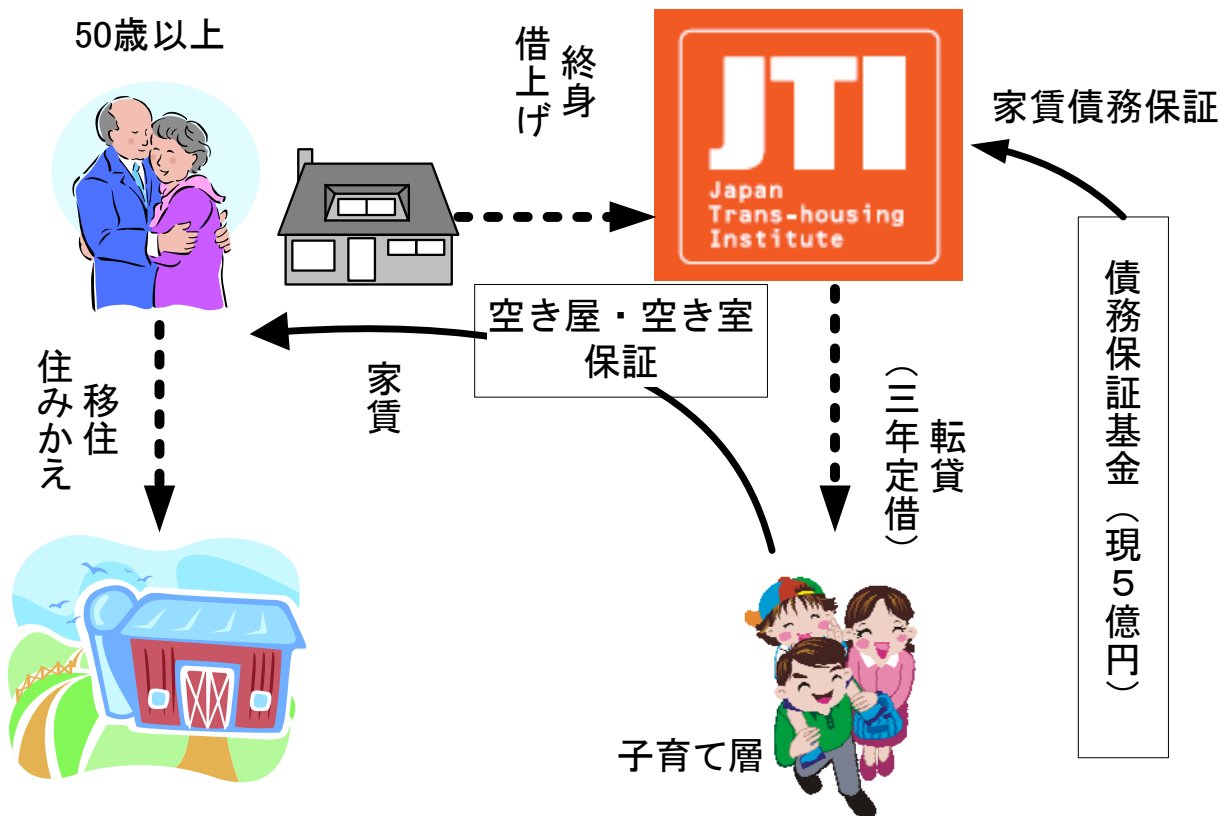 50歳以上
終身
借上げ
JTI
Japan
Trans-housing
Institute
家賃債務保証
債務保証基金（現５億円）
空き屋・空き室
保証
家賃
移住
住みかえ
転貸
（三年定借）
子育て層